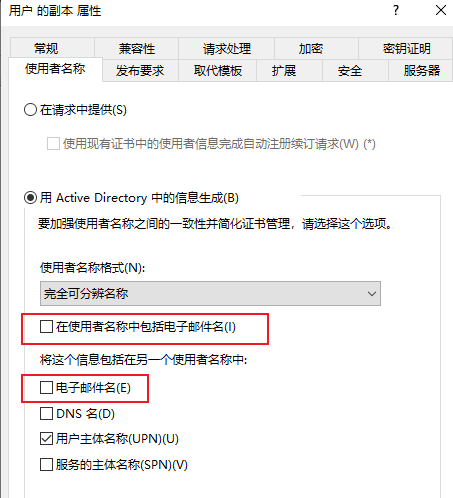 用户 的副本 属性
常规 兼容性 请求处理 加密 密钥证明
使用者名称 发布要求 取代模板 扩展 安全 服务器
在请求中提供(S)
使用现有证书中的使用者信息完成自动注册续订请求(W) (*)
用 Active Directory 中的信息生成(B)
要加强使用者名称之间的一致性并简化证书管理，请选择这个选项。
使用者名称格式(N):
完全可分辨名称
在使用者名称中包括电子邮件名(I)
将这个信息包括在另一个使用者名称中:
电子邮件名(E)
DNS 名(D)
用户主体名称(UPN)(U)
服务的主体名称(SPN)(V)